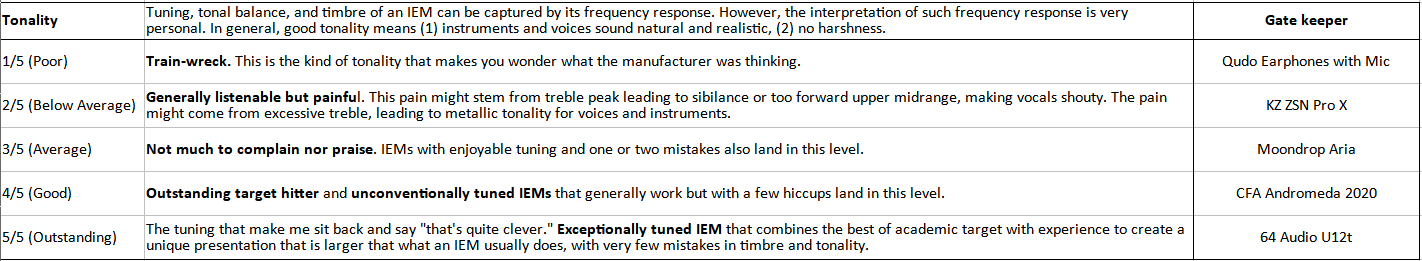 Tonality
Tuning, tonal balance, and timbre of an IEM can be captured by its frequency response. However, the interpretation of such frequency response is very
personal. In general, good tonality means (1) instruments and voices sound natural and realistic, (2) no harshness.
Gate keeper
1/5 (Poor)
Train-wreck. This is the kind of tonality that makes you wonder what the manufacturer was thinking.
Qudo Earphones with Mic
2/5 (Below Average)
Generally listenable but painful. This pain might stem from treble peak leading to sibilance or too forward upper midrange, making vocals shouty. The pain
might come from excessive treble, leading to metallic tonality for voices and instruments.
KZ ZSN Pro X
3/5 (Average)
Not much to complain nor praise. IEMs with enjoyable tuning and one or two mistakes also land in this level.
Moondrop Aria
4/5 (Good)
Outstanding target hitter and unconventionally tuned IEMs that generally work but with a few hiccups land in this level.
CFA Andromeda 2020
5/5 (Outstanding)
The tuning that make me sit back and say "that's quite clever." Exceptionally tuned IEM that combines the best of academic target with experience to create a
unique presentation that is larger that what an IEM usually does, with very few mistakes in timbre and tonality.
64 Audio U12t